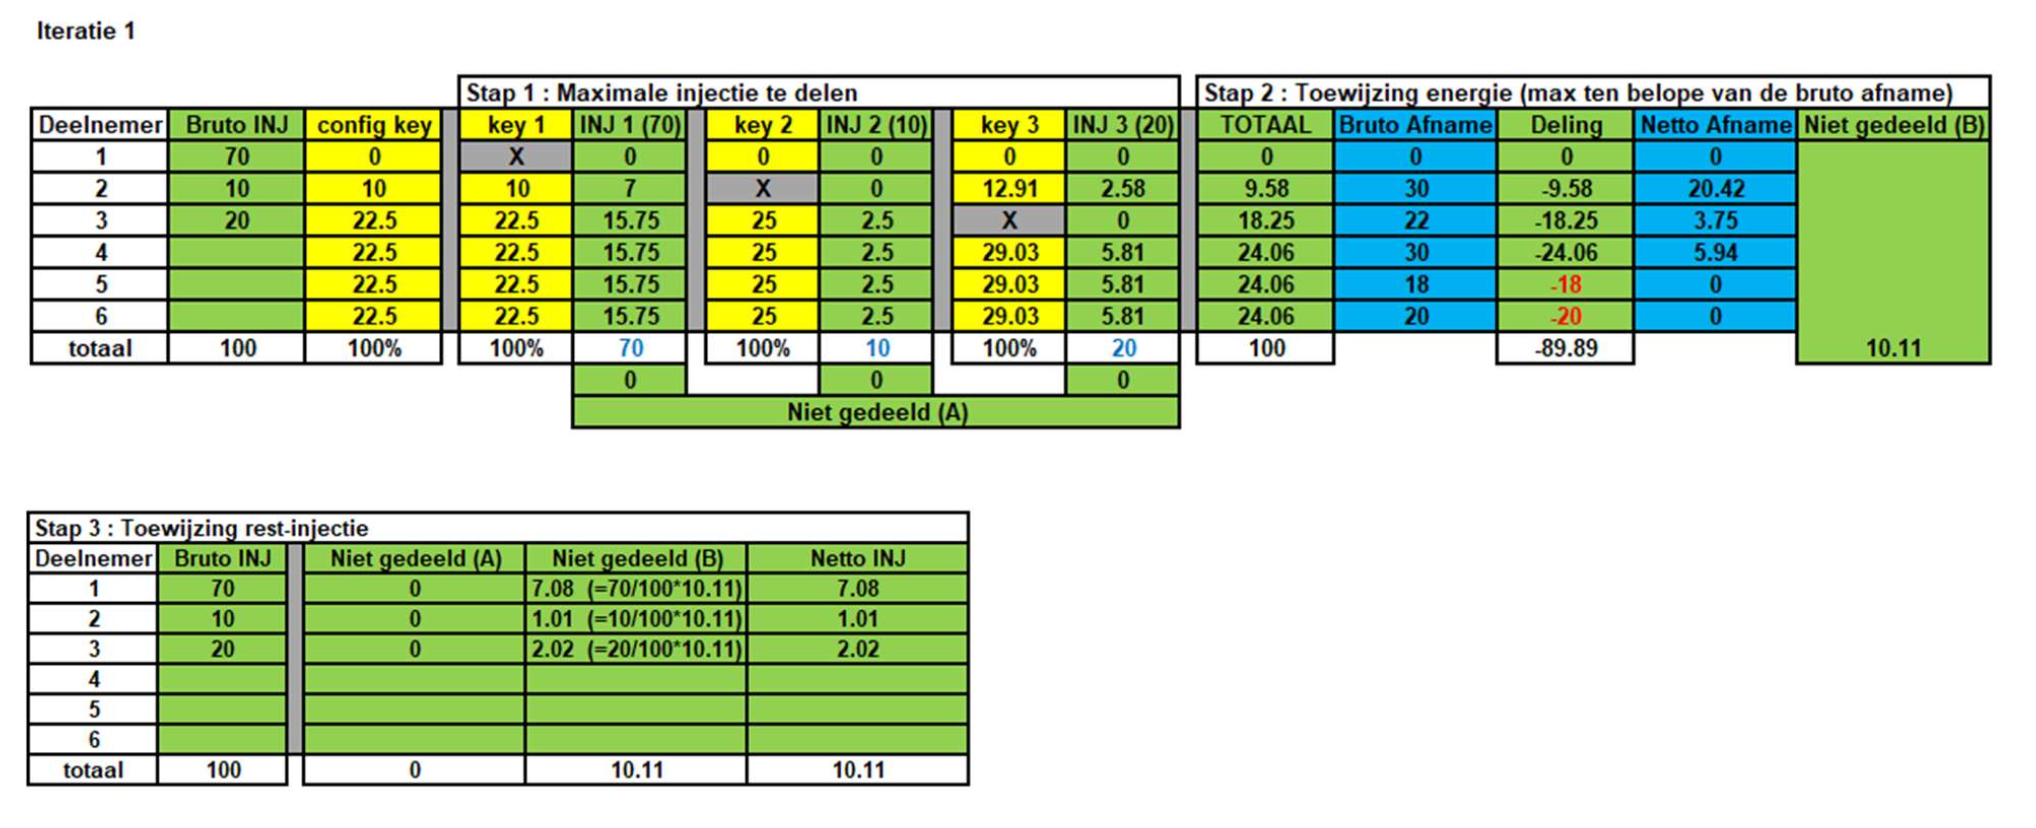 Iteratie 1
Stap 1 : Maximale injectie te delen Stap 2 : Toewijzing energie (max ten belope van de bruto afname)
Deelnemer Bruto INJ config key key 1 INJ 1 (70) key 2 INJ 2 (10) key 3 INJ 3 (20) TOTAAL Bruto Afname Deling Netto Afname Niet gedeeld (B)
1 70 0 X 0 0 0 0 0 0 0 0 0
2 10 10 10 7 X 0 12.91 2.58 9.58 30 -9.58 20.42
3 20 22.5 22.5 15.75 25 2.5 X 0 18.25 22 -18.25 3.75
4 22.5 22.5 15.75 25 2.5 29.03 5.81 24.06 30 -24.06 5.94
5 22.5 22.5 15.75 25 2.5 29.03 5.81 24.06 18 -18 0
6 22.5 22.5 15.75 25 2.5 29.03 5.81 24.06 20 -20 0
totaal 100 100% 100% 70 100% 10 100% 20 100 -89.89 10.11
0 0 0
Niet gedeeld (A)
Stap 3 : Toewijzing rest-injectie
Deelnemer Bruto INJ Niet gedeeld (A) Niet gedeeld (B) Netto INJ
1 70 0 7.08 (=70/100*10.11) 7.08
2 10 0 1.01 (=10/100*10.11) 1.01
3 20 0 2.02 (=20/100*10.11) 2.02
4
5
6
totaal 100 0 10.11 10.11